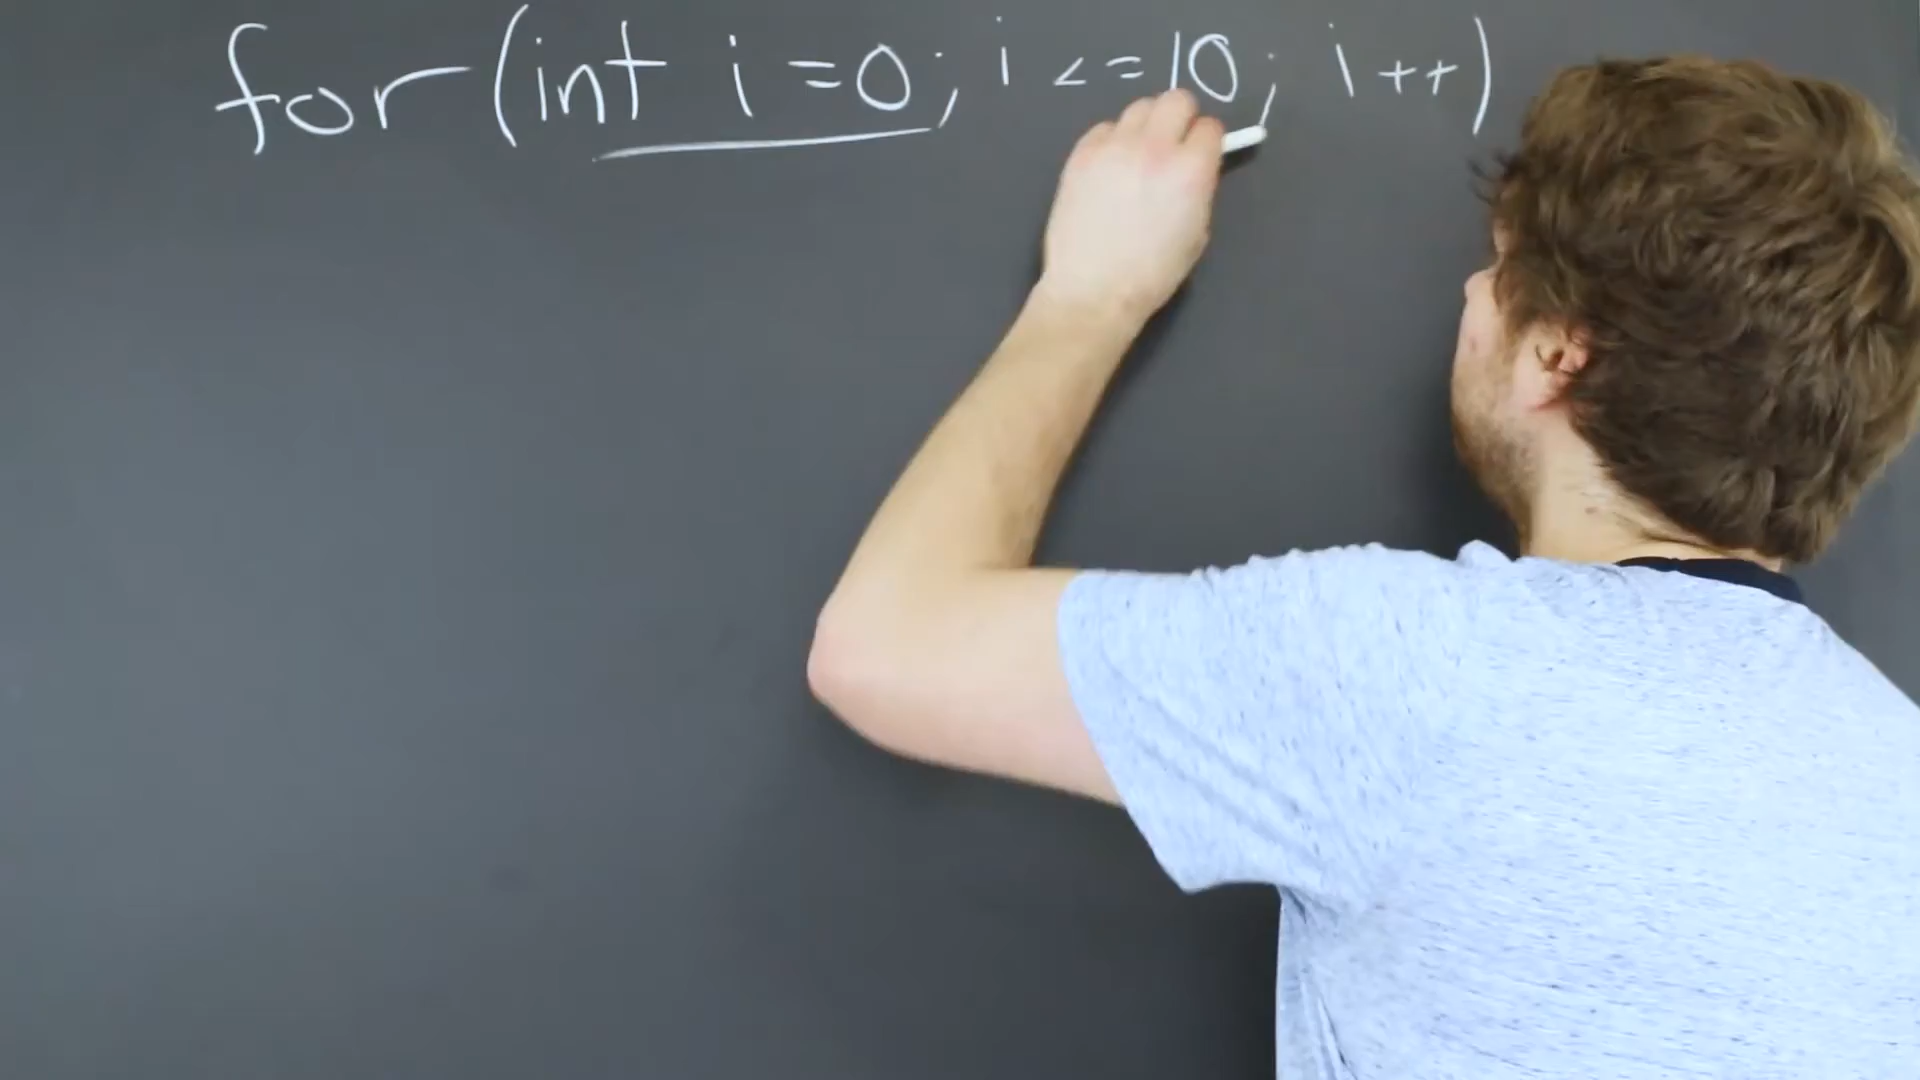 for(int i=0; i <=10; i++)